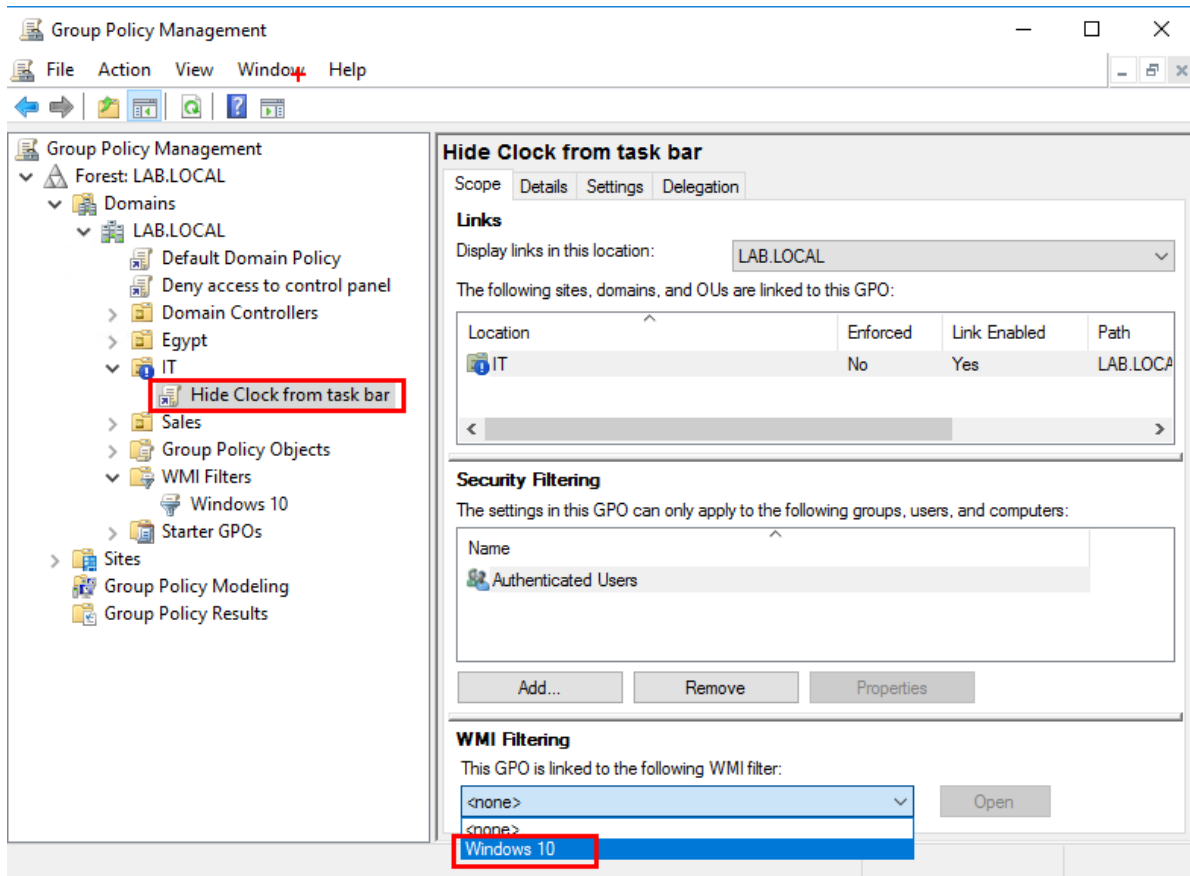 Group Policy Management
File Action View Window Help
Group Policy Management
Forest: LAB.LOCAL
Domains
LAB.LOCAL
Default Domain Policy
Deny access to control panel
Domain Controllers
Egypt
IT
Hide Clock from task bar
Sales
Group Policy Objects
WMI Filters
Windows 10
Starter GPOs
Sites
Group Policy Modeling
Group Policy Results
Hide Clock from task bar
Scope Details Settings Delegation
Links
Display links in this location: LAB.LOCAL
The following sites, domains, and OUs are linked to this GPO:
Location Enforced Link Enabled Path
IT No Yes LAB.LOCA
Security Filtering
The settings in this GPO can only apply to the following groups, users, and computers:
Name
Authenticated Users
Add... Remove Properties
WMI Filtering
This GPO is linked to the following WMI filter:
<none> Open
<none>
Windows 10